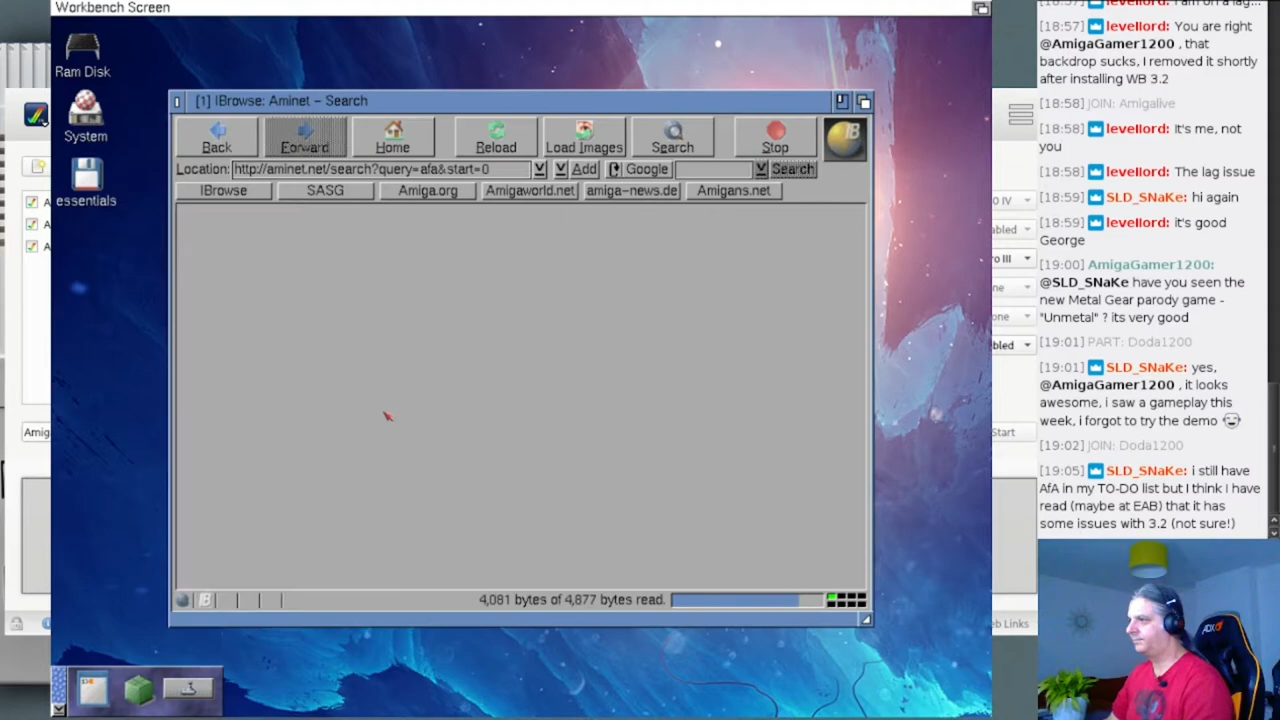 Workbench Screen
Ram Disk
System
essentials
[1] IBrowse: Aminet – Search
Back
Forward
Home
Reload
Load Images
Search
Stop
Location: http://aminet.net/search?query=afa&start=0
Add
Google
Search
IBrowse
SASG
Amiga.org
Amigaworld.net
amiga-news.de
Amigans.net
4,081 bytes of 4,877 bytes read.
Amig
Start
eb Links
levellord: I am on a lag...
[18:57] levellord: You are right
@AmigaGamer1200 , that
backdrop sucks, I removed it shortly
after installing WB 3.2
[18:58] JOIN: Amigalive
[18:58] levellord: It's me, not
you
[18:58] levellord: The lag issue
[18:59] SLD_SNaKe: hi again
[18:59] levellord: it's good
George
[19:00] AmigaGamer1200:
@SLD_SNaKe have you seen the
new Metal Gear parody game -
"Unmetal" ? its very good
[19:01] PART: Doda1200
[19:01] SLD_SNaKe: yes,
@AmigaGamer1200 , it looks
awesome, i saw a gameplay this
week, i forgot to try the demo
[19:02] JOIN: Doda1200
[19:05] SLD_SNaKe: i still have
AfA in my TO-DO list but I think I have
read (maybe at EAB) that it has
some issues with 3.2 (not sure!)